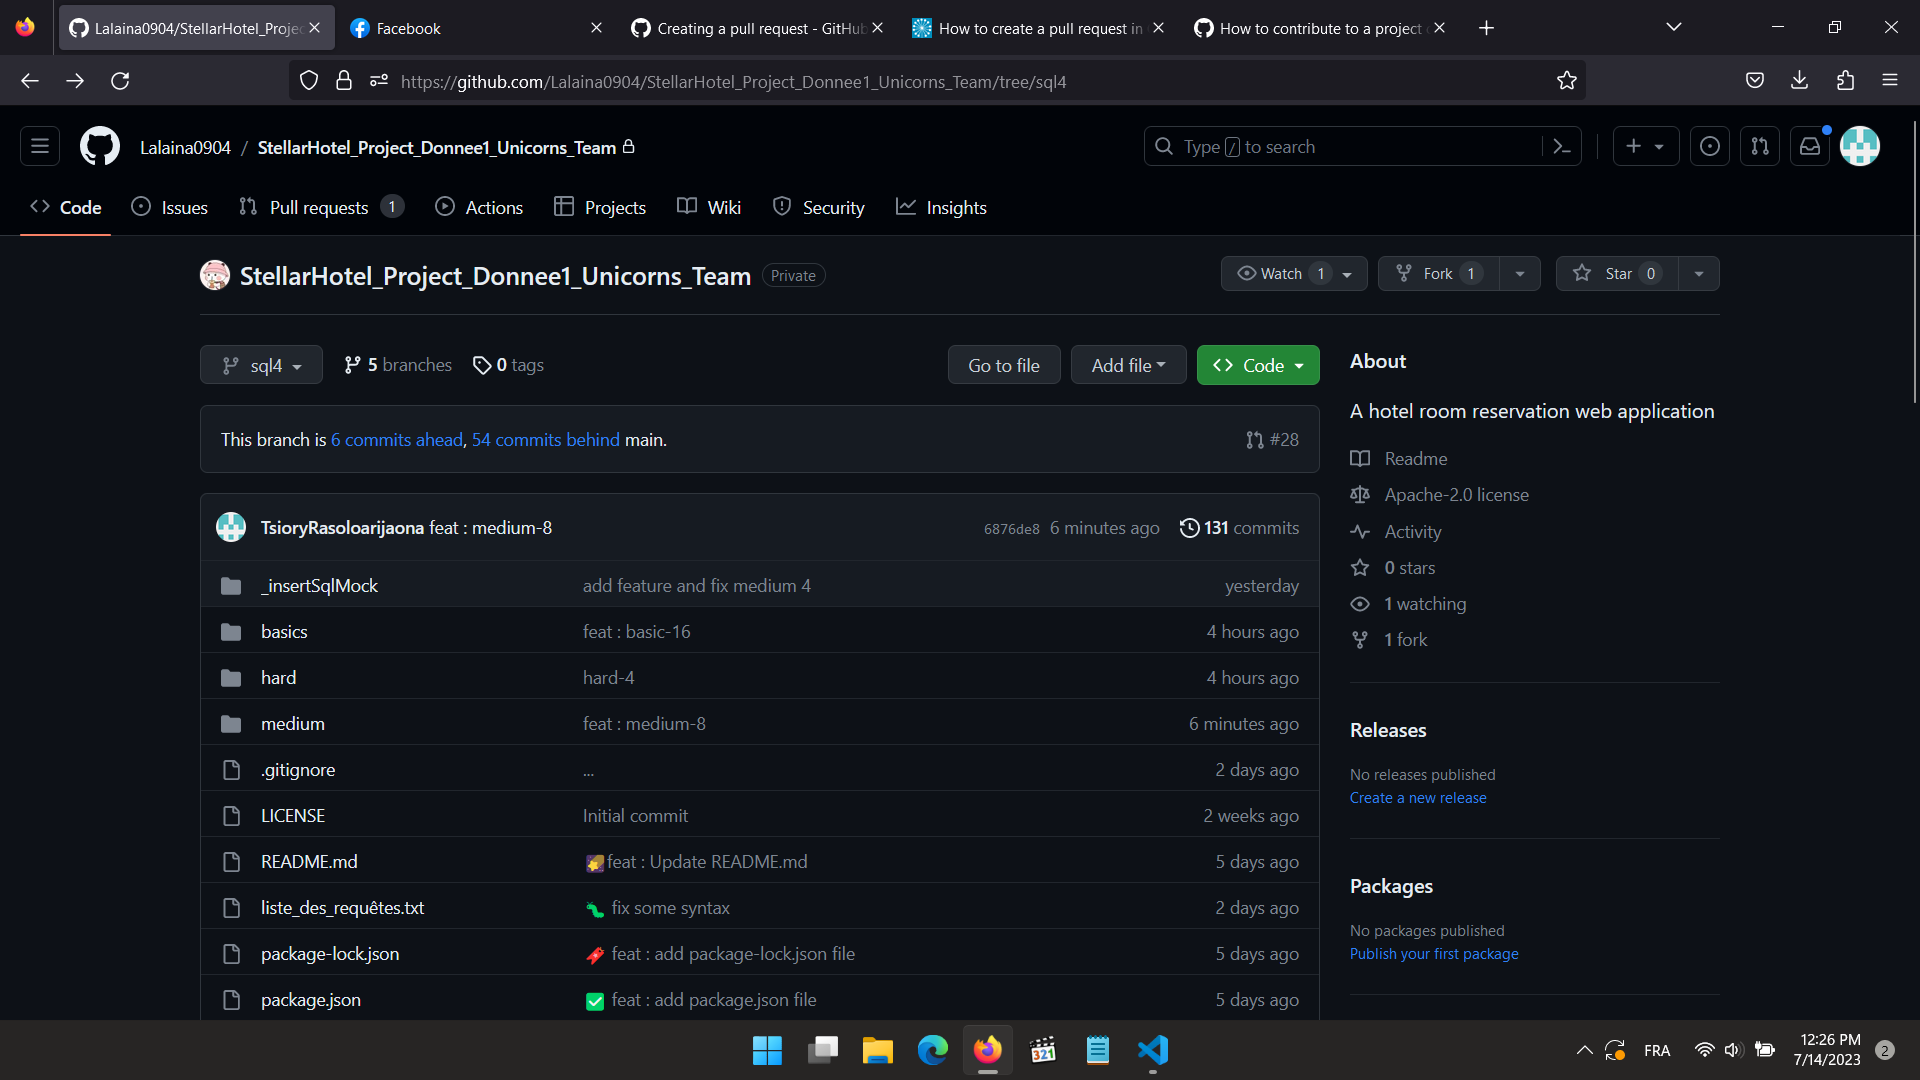 Lalaina0904/StellarHotel_Projec
Facebook
Creating a pull request - GitHub
How to create a pull request in
How to contribute to a project
https://github.com/Lalaina0904/StellarHotel_Project_Donnee1_Unicorns_Team/tree/sql4
Lalaina0904 / StellarHotel_Project_Donnee1_Unicorns_Team
Type / to search
Code
Issues
Pull requests 1
Actions
Projects
Wiki
Security
Insights
StellarHotel_Project_Donnee1_Unicorns_Team Private
Watch 1
Fork 1
Star 0
sql4
5 branches
0 tags
Go to file
Add file
Code
This branch is 6 commits ahead, 54 commits behind main.
#28
TsioryRasoloarijaona feat : medium-8 6876de8 6 minutes ago 131 commits
_insertSqlMock add feature and fix medium 4 yesterday
basics feat : basic-16 4 hours ago
hard hard-4 4 hours ago
medium feat : medium-8 6 minutes ago
.gitignore ... 2 days ago
LICENSE Initial commit 2 weeks ago
README.md feat : Update README.md 5 days ago
liste_des_requêtes.txt fix some syntax 2 days ago
package-lock.json feat : add package-lock.json file 5 days ago
package.json feat : add package.json file 5 days ago
About
A hotel room reservation web application
Readme
Apache-2.0 license
Activity
0 stars
1 watching
1 fork
Releases
No releases published
Create a new release
Packages
No packages published
Publish your first package
321
FRA
12:26 PM
7/14/2023
2